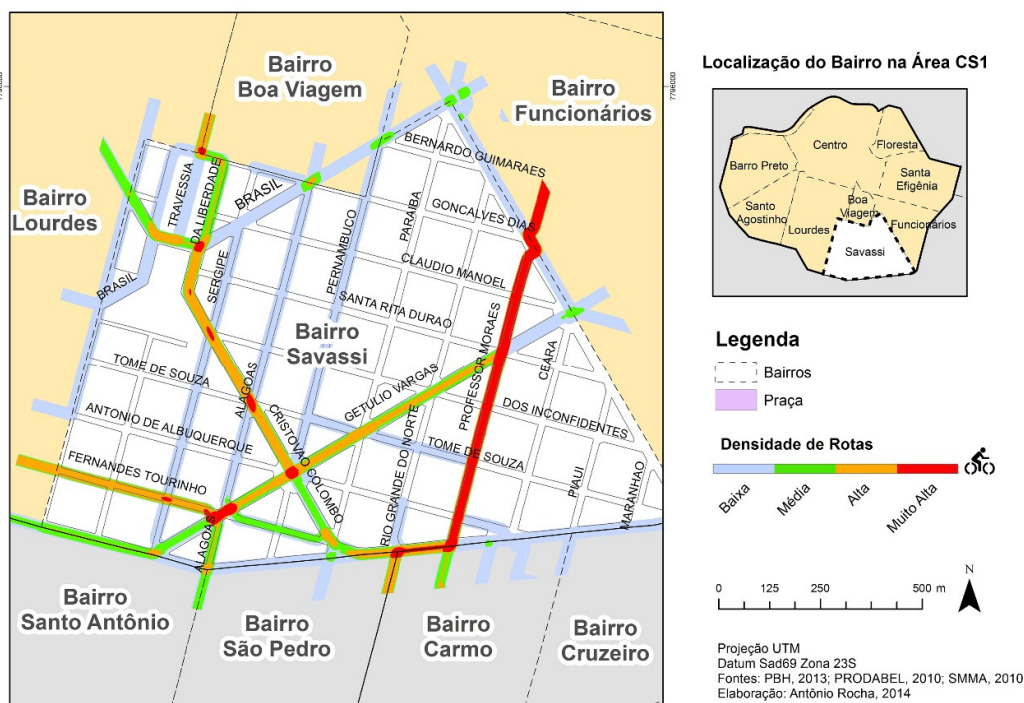 7796000
7796000
Bairro
Boa Viagem
Bairro
Funcionários
Bairro
Lourdes
TRAVESSIA
DA LIBERDADE
BRASIL
BERNARDO GUIMARAES
GONCALVES DIAS
PARAIBA
PERNAMBUCO
CLAUDIO MANOEL
SERGIPE
BRASIL
SANTA RITA DURAO
Bairro
Savassi
PROFESSOR MORAES
CEARA
TOME DE SOUZA
ALAGOAS
GETULIO VARGAS
CRISTOVAO COLOMBO
DOS INCONFIDENTES
ANTONIO DE ALBUQUERQUE
RIO GRANDE DO NORTE
TOME DE SOUZA
FERNANDES TOURINHO
PIAUI
MARANHAO
ALAGOAS
Bairro
Santo Antônio
Bairro
São Pedro
Bairro
Carmo
Bairro
Cruzeiro
Localização do Bairro na Área CS1
Centro
Floresta
Barro Preto
Santa
Efigênia
Santo
Agostinho
Boa
Viagem
Lourdes
Funcionários
Savassi
Legenda
Bairros
Praça
Densidade de Rotas
Baixa
Média
Alta
Muito Alta
0 125 250 500 m
N
Projeção UTM
Datum Sad69 Zona 23S
Fontes: PBH, 2013; PRODABEL, 2010; SMMA, 2010
Elaboração: Antônio Rocha, 2014